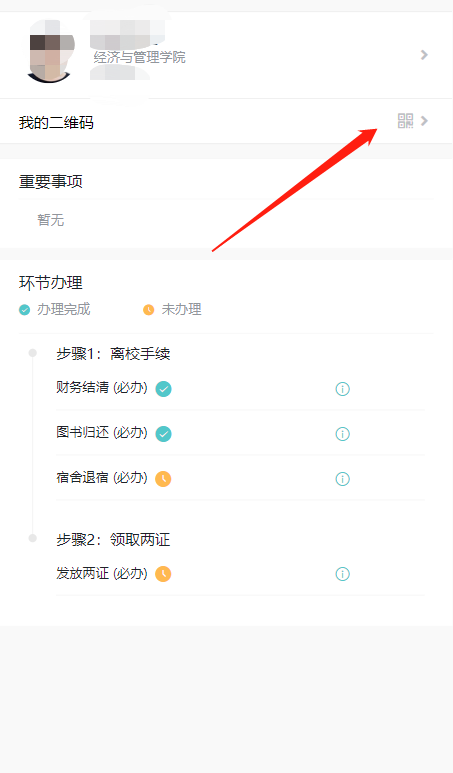 经济与管理学院
我的二维码
重要事项
暂无
环节办理
办理完成 未办理
步骤1：离校手续
财务结清 (必办)
图书归还 (必办)
宿舍退宿 (必办)
步骤2：领取两证
发放两证 (必办)